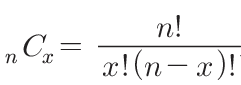 ₙCₓ = n! / x!(n − x)!